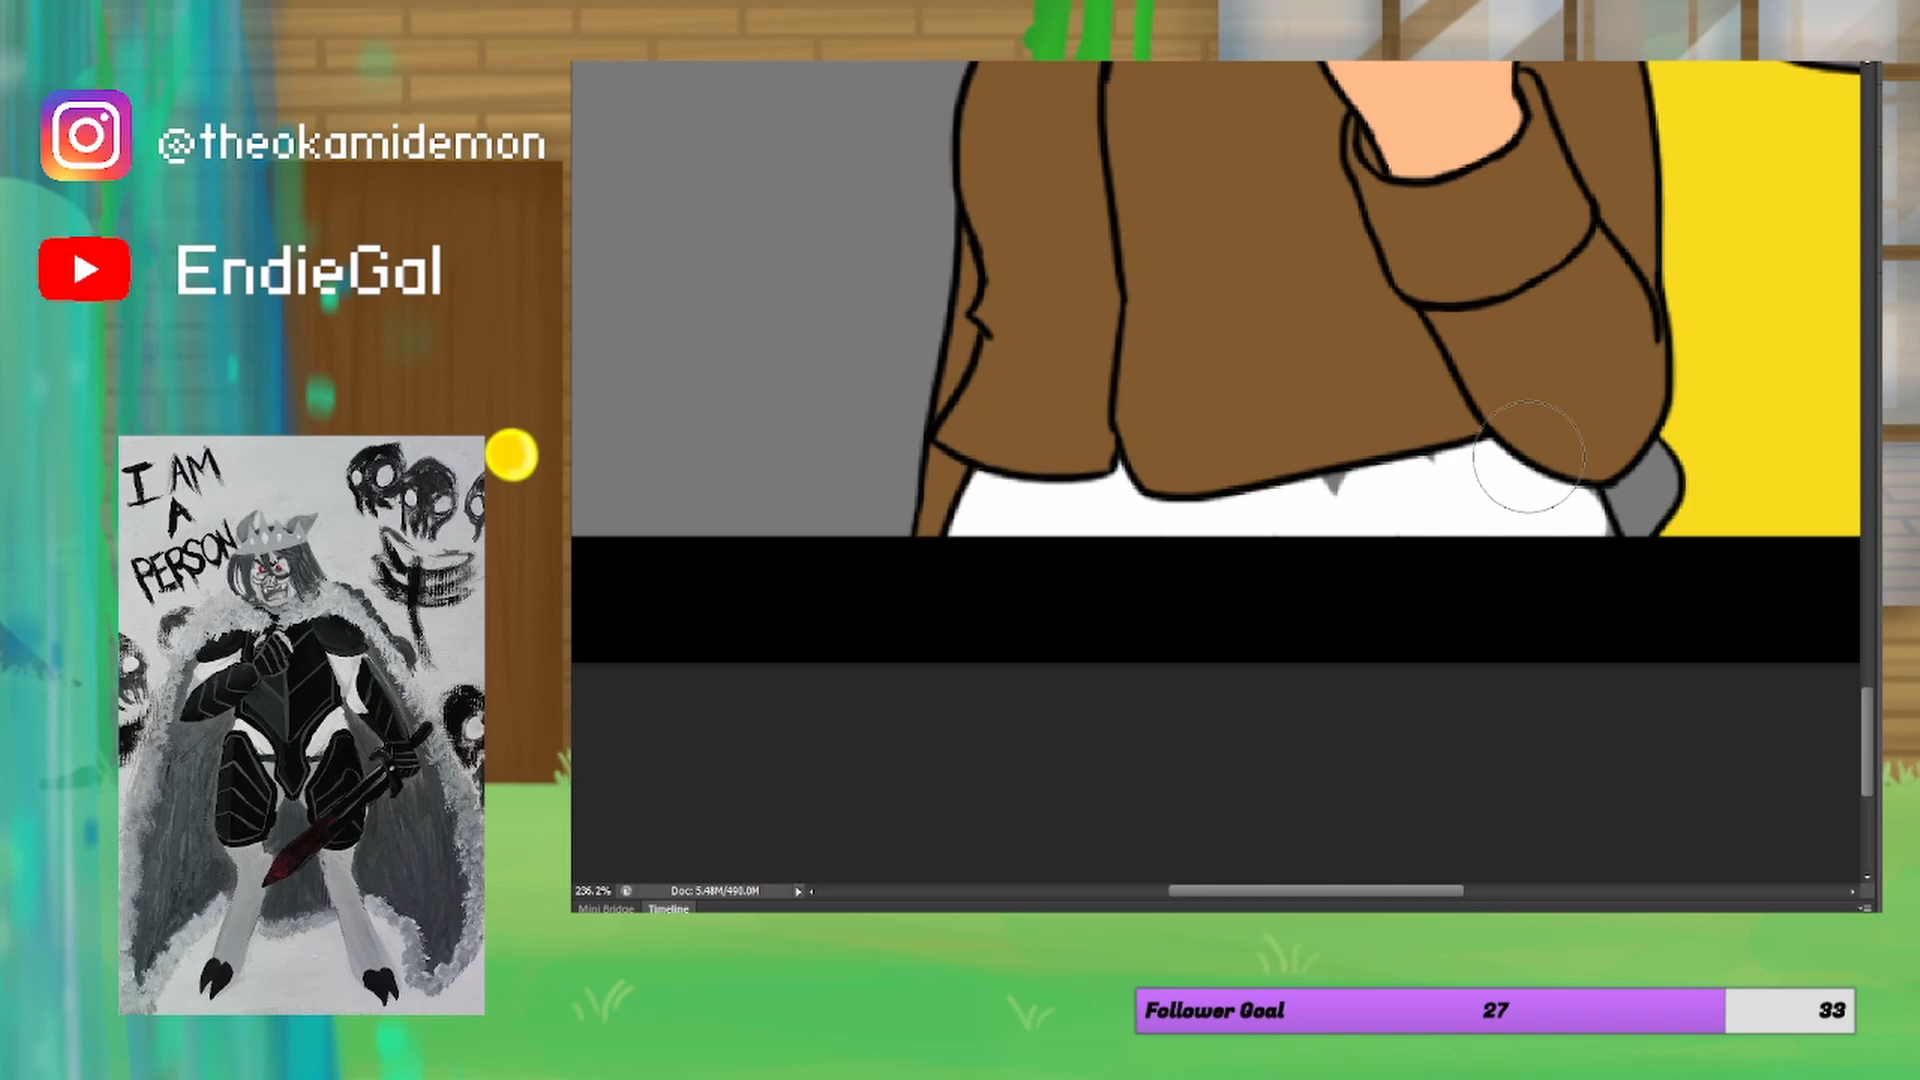 @theokamidemon
EndieGal
I AM
A
PERSON
236.2%
Doc: 5.48M/490.0M
Mini Bridge
Timeline
Follower Goal
27
33